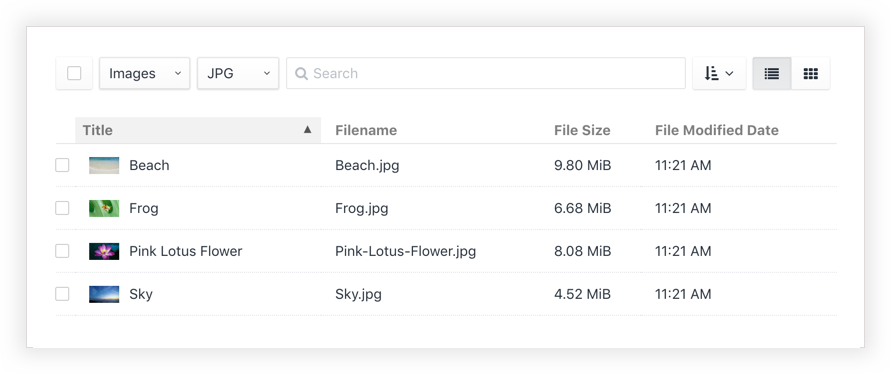 Images JPG Search
Title Filename File Size File Modified Date
Beach Beach.jpg 9.80 MiB 11:21 AM
Frog Frog.jpg 6.68 MiB 11:21 AM
Pink Lotus Flower Pink-Lotus-Flower.jpg 8.08 MiB 11:21 AM
Sky Sky.jpg 4.52 MiB 11:21 AM